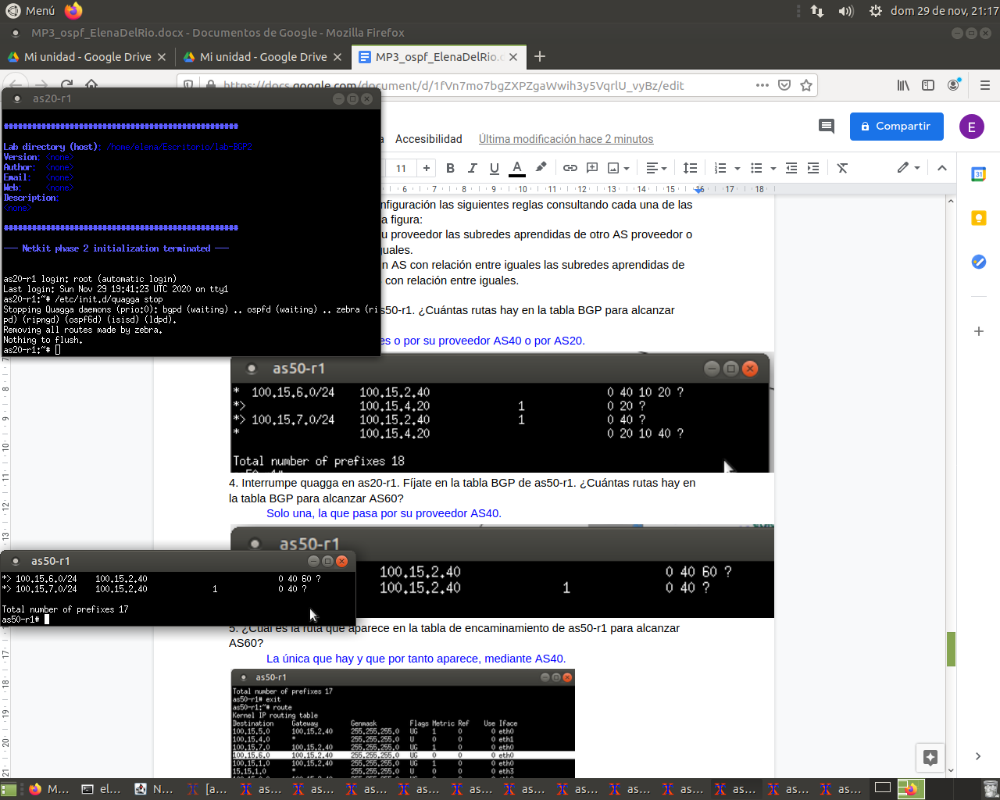 Menú
dom 29 de nov, 21:17
MP3_ospf_ElenaDelRio.docx - Documentos de Google - Mozilla Firefox
Mi unidad - Google Drive
Mi unidad - Google Drive
MP3_ospf_ElenaDelRio.
https://docs.google.com/document/d/1fVn7mo7bgZXPZgaWwih3y5VqrlU_vyBz/edit
as20-r1
Lab directory (host): /home/elena/Escritorio/lab-BGP2
Version: <none>
Author: <none>
Email: <none>
Web: <none>
Description:
<none>
--- Netkit phase 2 initialization terminated ---
as20-r1 login: root (automatic login)
Last login: Sun Nov 29 19:41:23 UTC 2020 on tty1
as20-r1:~# /etc/init.d/quagga stop
Stopping Quagga daemons (prio:0): bgpd (waiting) .. ospfd (waiting) .. zebra (ri
pd) (ripngd) (ospf6d) (isisd) (ldpd).
Removing all routes made by zebra.
Nothing to flush.
as20-r1:~#
a Accesibilidad Última modificación hace 2 minutos
Compartir
E
11
6 7 8 9 10 11 12 13 14 15 16 17 18
nfiguración las siguientes reglas consultando cada una de las
a figura:
u proveedor las subredes aprendidas de otro AS proveedor o
guales.
n AS con relación entre iguales las subredes aprendidas de
con relación entre iguales.
s50-r1. ¿Cuántas rutas hay en la tabla BGP para alcanzar
es o por su proveedor AS40 o por AS20.
as50-r1
* 100.15.6.0/24 100.15.2.40 0 40 10 20 ?
*> 100.15.4.20 1 0 20 ?
*> 100.15.7.0/24 100.15.2.40 1 0 40 ?
* 100.15.4.20 0 20 10 40 ?
Total number of prefixes 18
4. Interrumpe quagga en as20-r1. Fíjate en la tabla BGP de as50-r1. ¿Cuántas rutas hay en
la tabla BGP para alcanzar AS60?
Solo una, la que pasa por su proveedor AS40.
as50-r1
100.15.2.40 0 40 60 ?
100.15.2.40 1 0 40 ?
as50-r1
*> 100.15.6.0/24 100.15.2.40 0 40 60 ?
*> 100.15.7.0/24 100.15.2.40 1 0 40 ?
Total number of prefixes 17
as50-r1#
5. ¿Cuál es la ruta que aparece en la tabla de encaminamiento de as50-r1 para alcanzar
AS60?
La única que hay y que por tanto aparece, mediante AS40.
as50-r1
Total number of prefixes 17
as50-r1# exit
as50-r1:~# route
Kernel IP routing table
Destination Gateway Genmask Flags Metric Ref Use Iface
100.15.5.0 100.15.2.40 255.255.255.0 UG 1 0 0 eth0
100.15.4.0 * 255.255.255.0 U 0 0 0 eth1
100.15.7.0 100.15.2.40 255.255.255.0 UG 1 0 0 eth0
100.15.6.0 100.15.2.40 255.255.255.0 UG 0 0 0 eth0
100.15.1.0 100.15.2.40 255.255.255.0 UG 1 0 0 eth0
15.15.1.0 * 255.255.255.0 U 0 0 0 eth3
M... el... N... [a... as... as... as... as... as... as... as... as... as... as... as... as...